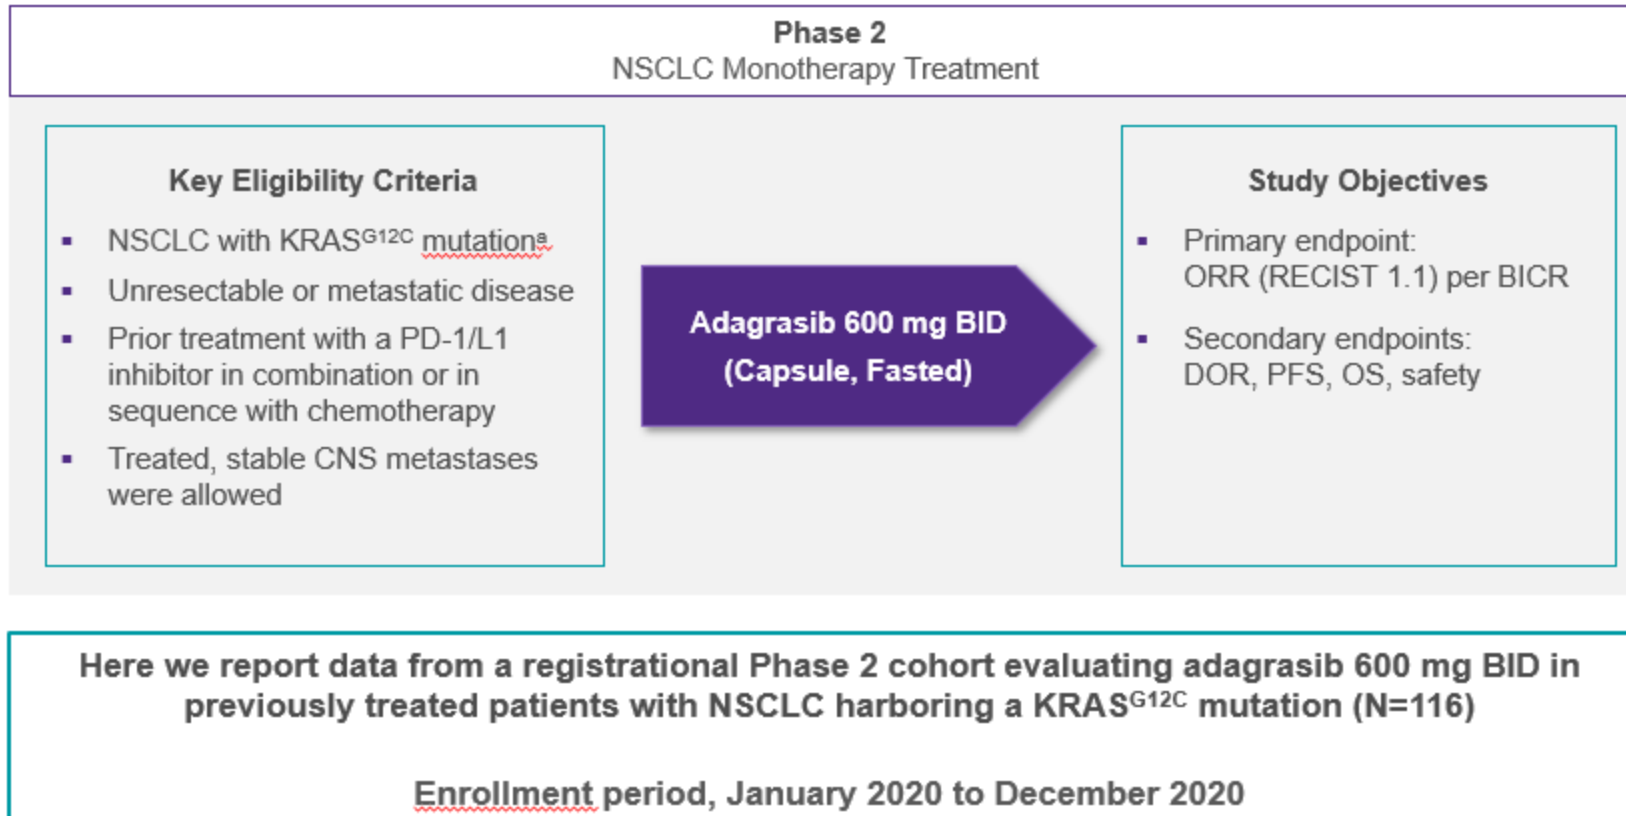 Phase 2
NSCLC Monotherapy Treatment
Key Eligibility Criteria
▪ NSCLC with KRASᴳ¹²ꟲ mutationᵃ
▪ Unresectable or metastatic disease
▪ Prior treatment with a PD-1/L1
inhibitor in combination or in
sequence with chemotherapy
▪ Treated, stable CNS metastases
were allowed
Adagrasib 600 mg BID
(Capsule, Fasted)
Study Objectives
▪ Primary endpoint:
ORR (RECIST 1.1) per BICR
▪ Secondary endpoints:
DOR, PFS, OS, safety
Here we report data from a registrational Phase 2 cohort evaluating adagrasib 600 mg BID in
previously treated patients with NSCLC harboring a KRASᴳ¹²ꟲ mutation (N=116)
Enrollment period, January 2020 to December 2020